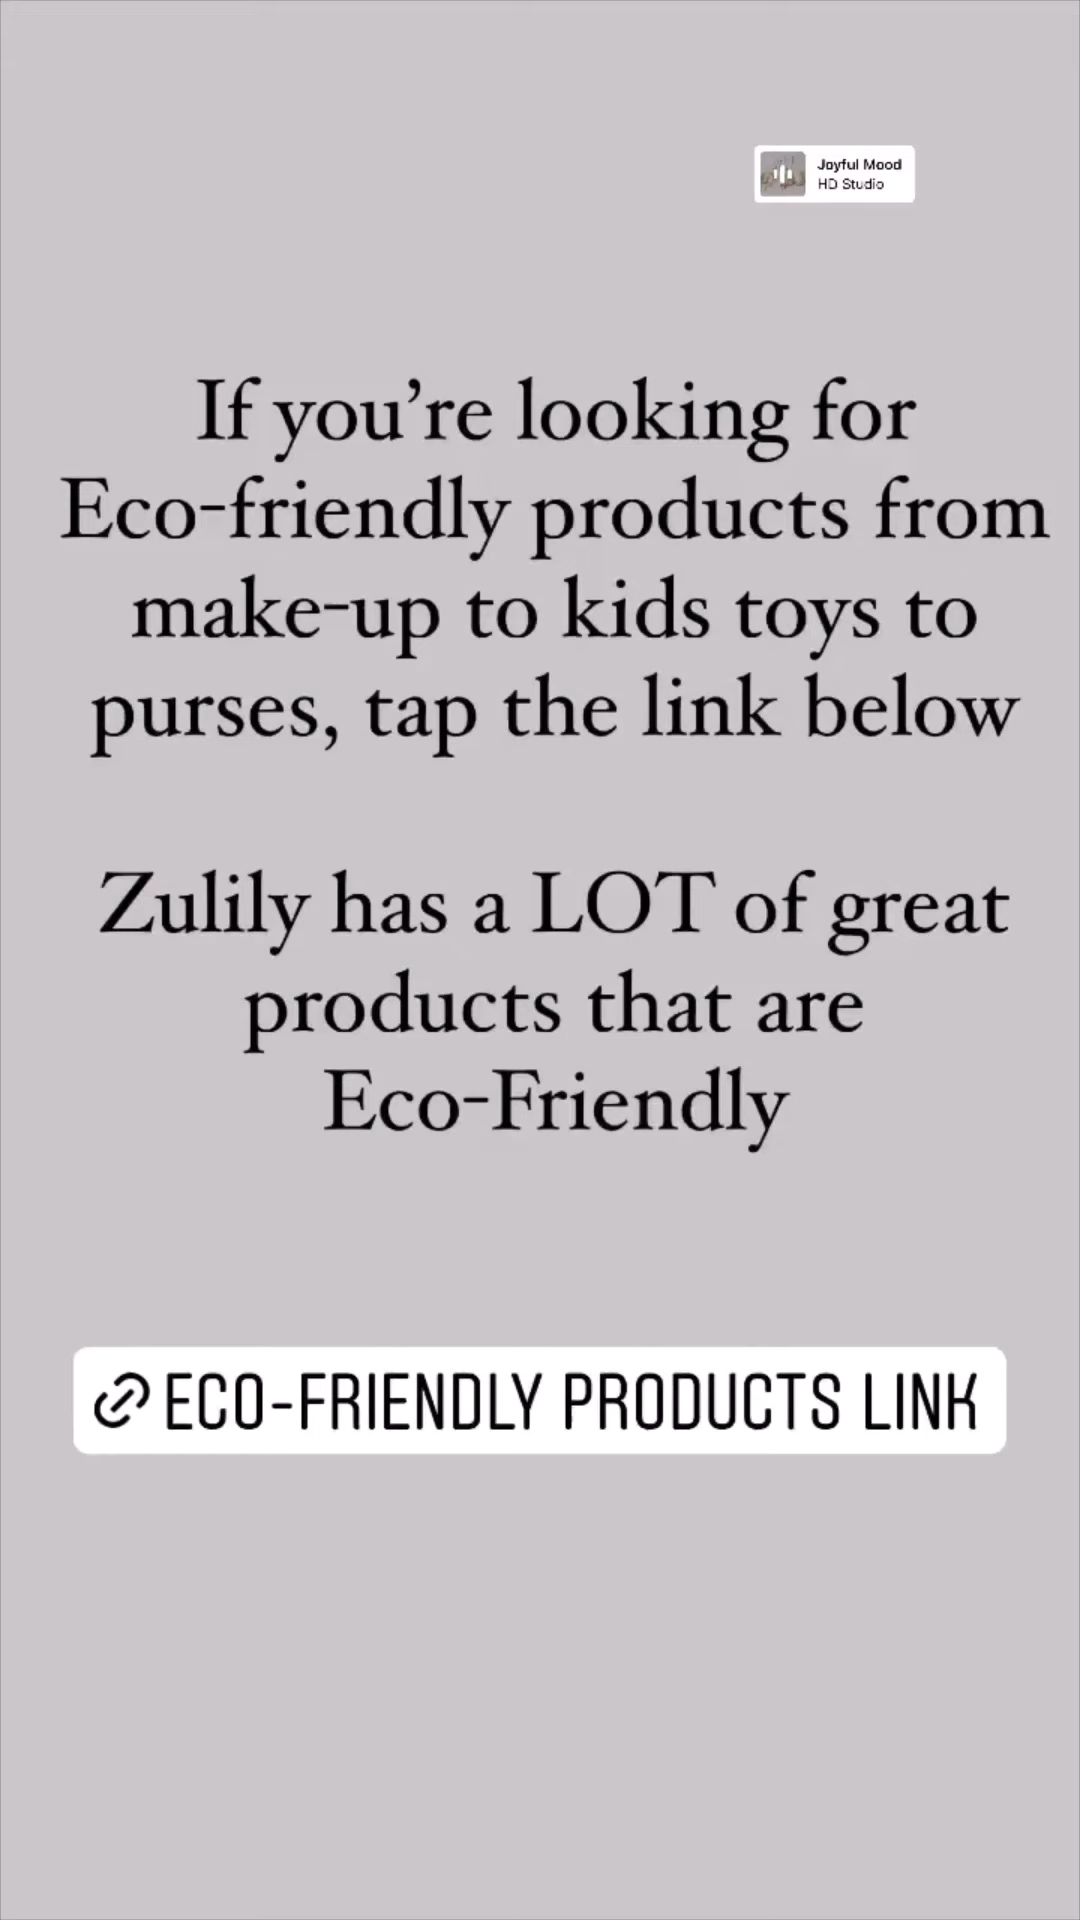 Joyful Mood
HD Studio
If you’re looking for
Eco-friendly products from
make-up to kids toys to
purses, tap the link below
Zulily has a LOT of great
products that are
Eco-Friendly
ECO-FRIENDLY PRODUCTS LINK